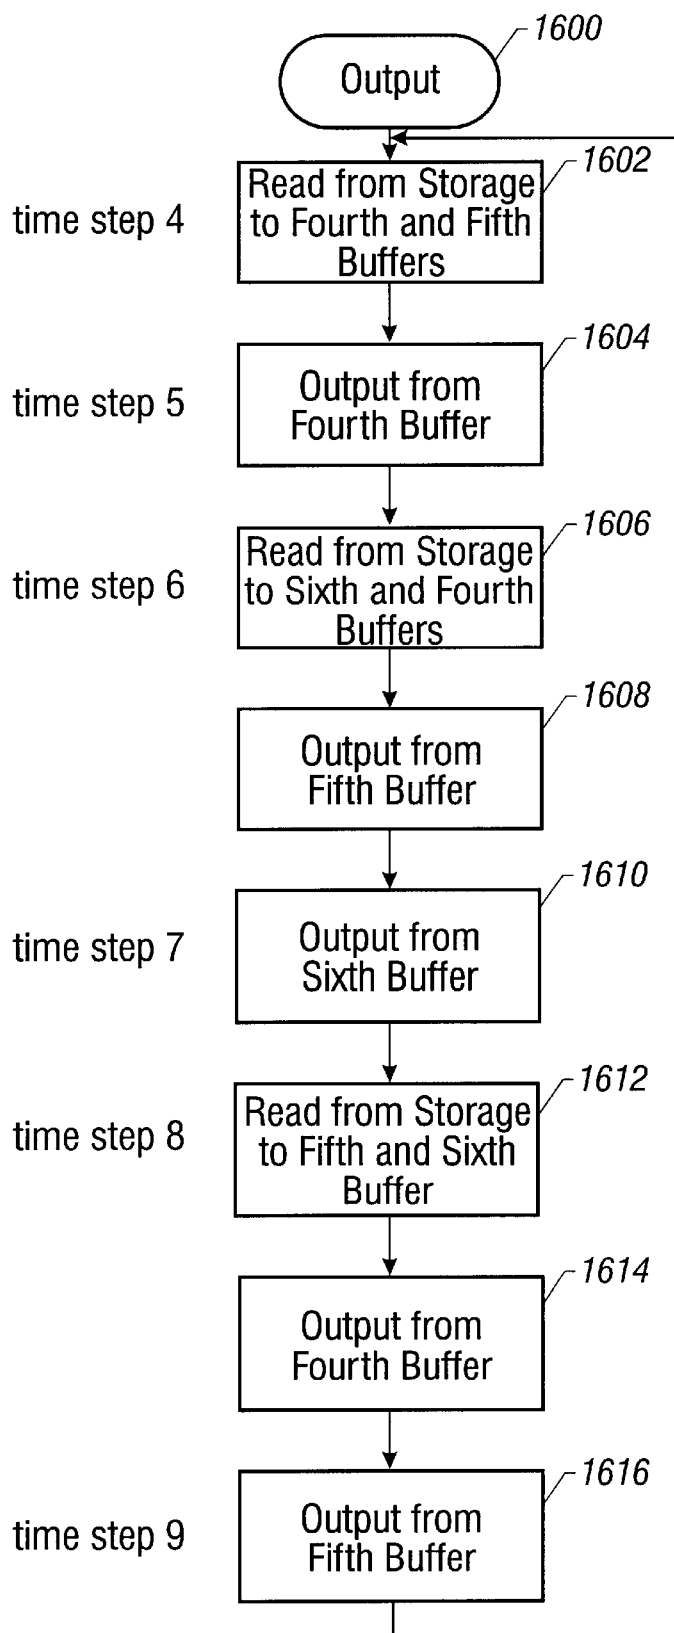 1600
Output
1602
time step 4
Read from Storage
to Fourth and Fifth
Buffers
1604
time step 5
Output from
Fourth Buffer
1606
time step 6
Read from Storage
to Sixth and Fourth
Buffers
1608
Output from
Fifth Buffer
1610
time step 7
Output from
Sixth Buffer
1612
time step 8
Read from Storage
to Fifth and Sixth
Buffer
1614
Output from
Fourth Buffer
1616
time step 9
Output from
Fifth Buffer